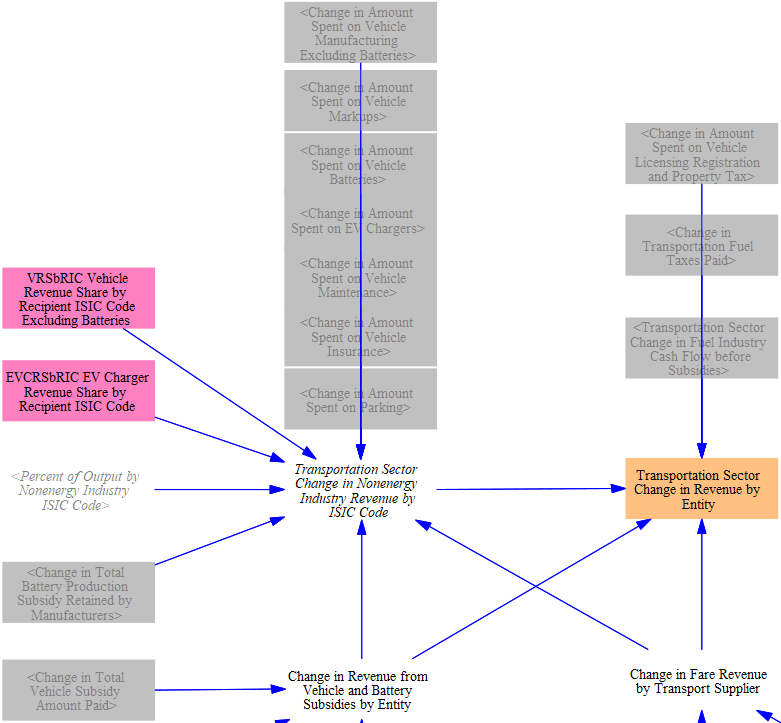 <Change in Amount
Spent on Vehicle
Manufacturing
Excluding Batteries>
<Change in Amount
Spent on Vehicle
Markups>
<Change in Amount
Spent on Vehicle
Batteries>
<Change in Amount
Spent on EV Chargers>
<Change in Amount
Spent on Vehicle
Maintenance>
<Change in Amount
Spent on Vehicle
Insurance>
<Change in Amount
Spent on Parking>
<Change in Amount
Spent on Vehicle
Licensing Registration
and Property Tax>
<Change in
Transportation Fuel
Taxes Paid>
<Transportation Sector
Change in Fuel Industry
Cash Flow before
Subsidies>
VRSbRIC Vehicle
Revenue Share by
Recipient ISIC Code
Excluding Batteries
EVCRSbRIC EV Charger
Revenue Share by
Recipient ISIC Code
<Percent of Output by
Nonenergy Industry
ISIC Code>
Transportation Sector
Change in Nonenergy
Industry Revenue by
ISIC Code
Transportation Sector
Change in Revenue by
Entity
<Change in Total
Battery Production
Subsidy Retained by
Manufacturers>
<Change in Total
Vehicle Subsidy
Amount Paid>
Change in Revenue from
Vehicle and Battery
Subsidies by Entity
Change in Fare Revenue
by Transport Supplier